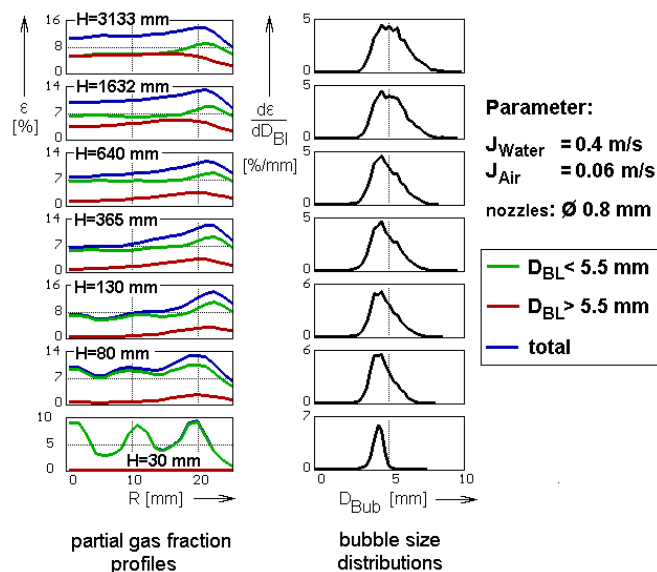 16
H=3133 mm
8
0
ε
[%]
14
H=1632 mm
7
0
14
H=640 mm
7
0
14
H=365 mm
7
0
16
H=130 mm
8
0
14
H=80 mm
7
0
10
5
0
H=30 mm
0 10 20
R [mm]
partial gas fraction
profiles
5
0
dε
dD_Bl
[%/mm]
5
0
5
0
5
0
6
0
6
0
7
0
0 5 10
D_Bub [mm]
bubble size
distributions
Parameter:
J_Water = 0.4 m/s
J_Air = 0.06 m/s
nozzles: Ø 0.8 mm
D_BL < 5.5 mm
D_BL > 5.5 mm
total